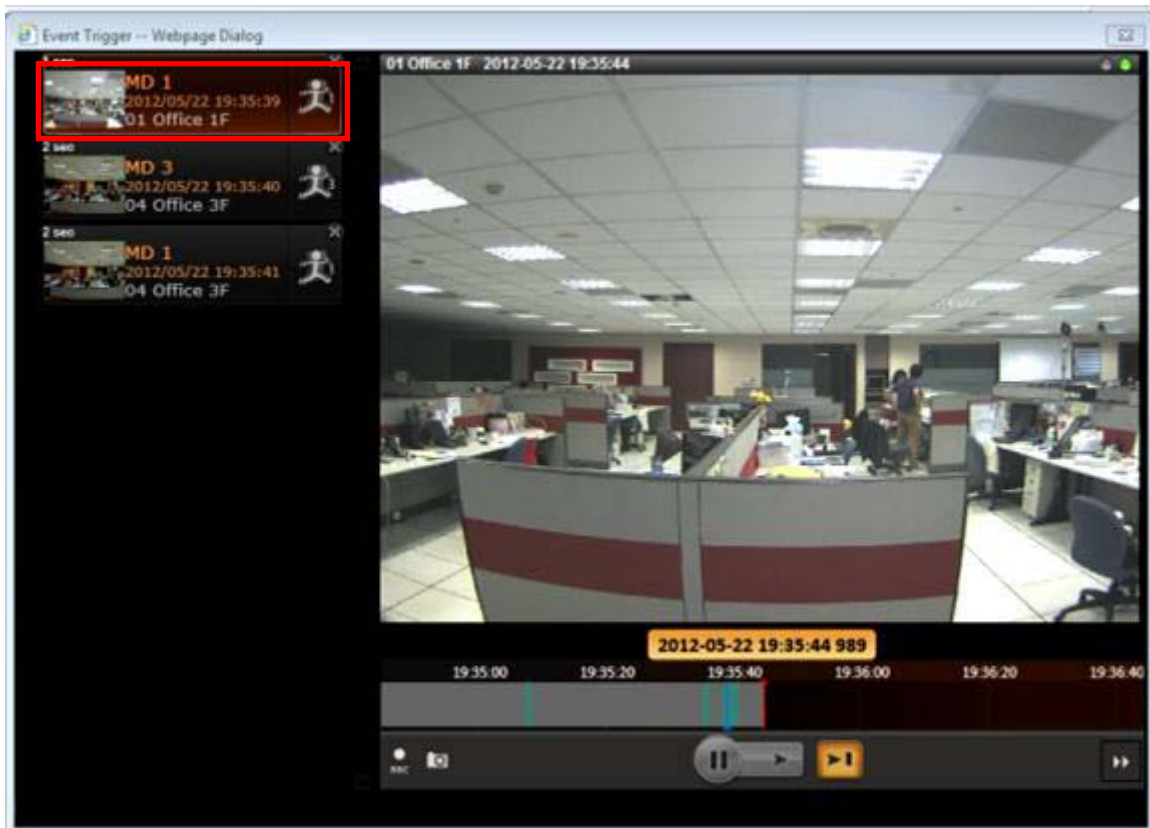 Event Trigger -- Webpage Dialog
1 sec
MD 1
2012/05/22 19:35:39
01 Office 1F
2 sec
MD 3
2012/05/22 19:35:40
04 Office 3F
2 sec
MD 1
2012/05/22 19:35:41
04 Office 3F
01 Office 1F 2012-05-22 19:35:44
2012-05-22 19:35:44 989
19:35:00 19:35:20 19:35:40 19:36:00 19:36:20 19:36:40
REC